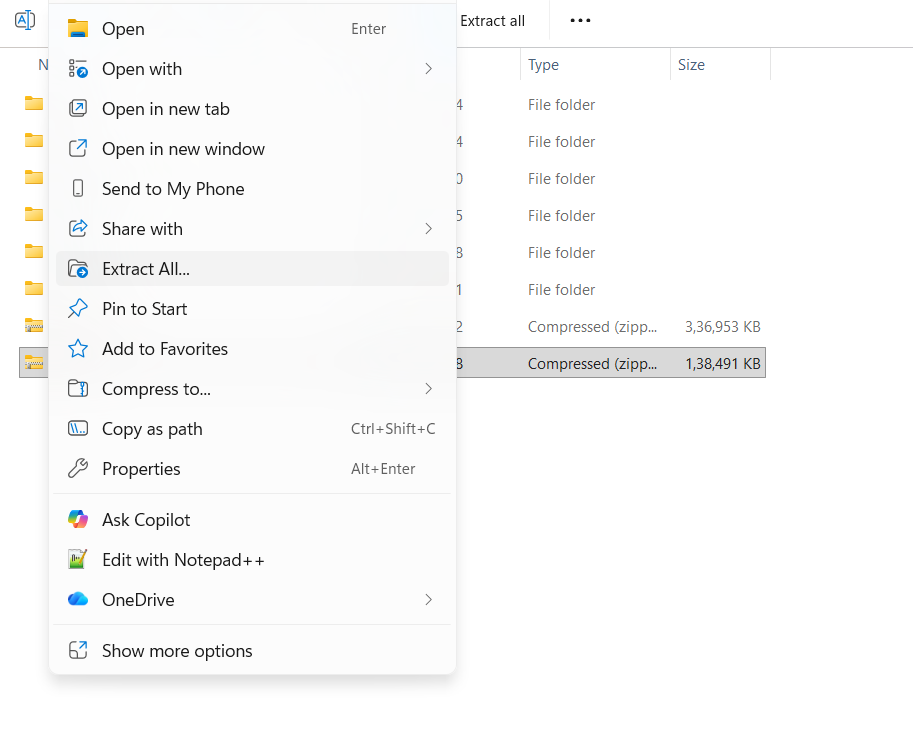 Extract all
Open Enter
Open with
Open in new tab
Open in new window
Send to My Phone
Share with
Extract All...
Pin to Start
Add to Favorites
Compress to...
Copy as path Ctrl+Shift+C
Properties Alt+Enter
Ask Copilot
Edit with Notepad++
OneDrive
Show more options
N Type Size
4 File folder
4 File folder
0 File folder
5 File folder
8 File folder
1 File folder
2 Compressed (zipp... 3,36,953 KB
8 Compressed (zipp... 1,38,491 KB